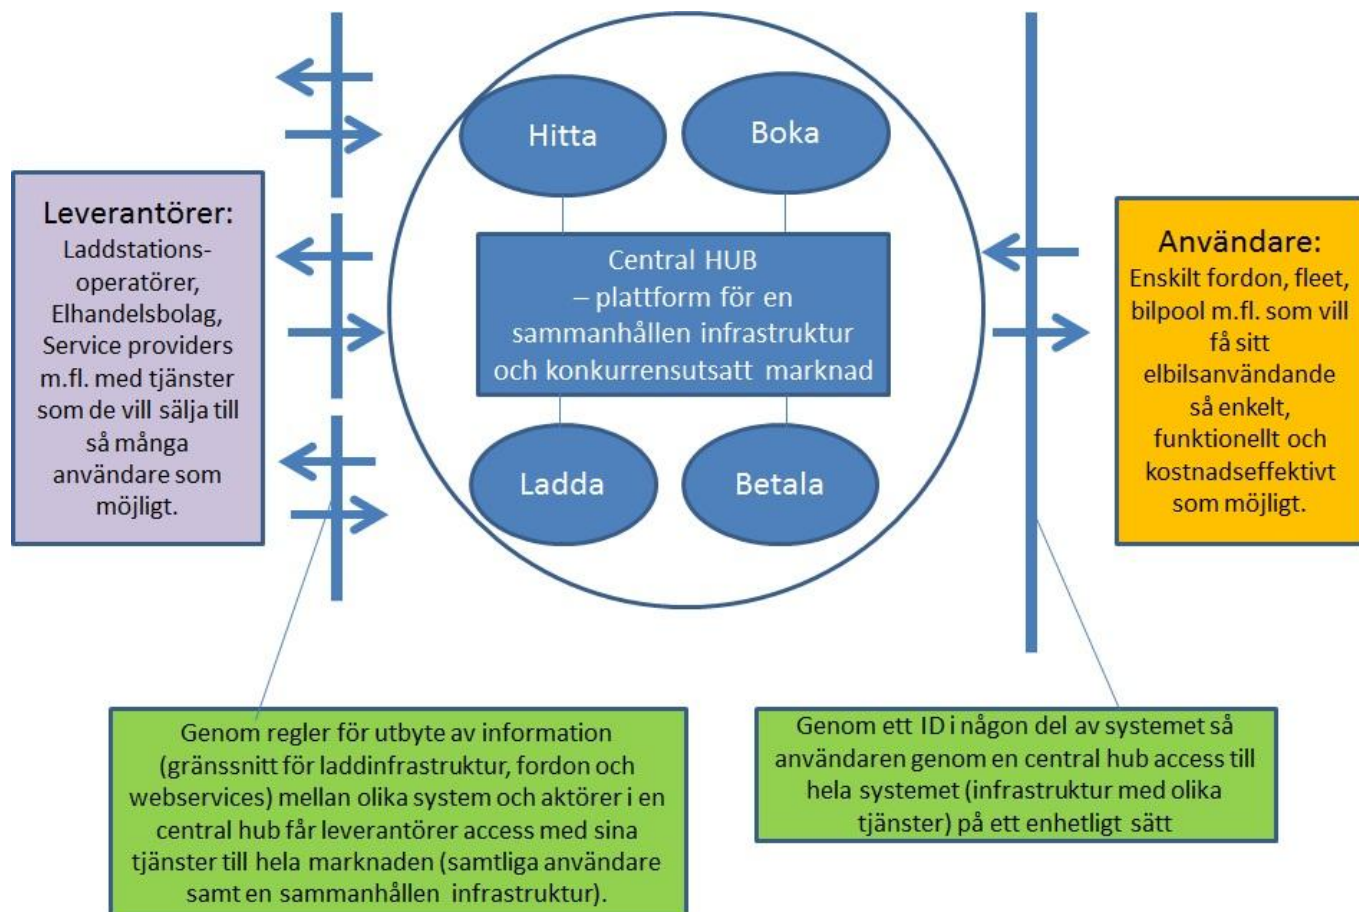 Hitta
Boka
Leverantörer:
Laddstations-
operatörer,
Elhandelsbolag,
Service providers
m.fl. med tjänster
som de vill sälja till
så många
användare som
möjligt.
Central HUB
– plattform för en
sammanhållen infrastruktur
och konkurrensutsatt marknad
Användare:
Enskilt fordon, fleet,
bilpool m.fl. som vill
få sitt
elbilsanvändande
så enkelt,
funktionellt och
kostnadseffektivt
som möjligt.
Ladda
Betala
Genom regler för utbyte av information
(gränssnitt för laddinfrastruktur, fordon och
webservices) mellan olika system och aktörer i en
central hub får leverantörer access med sina
tjänster till hela marknaden (samtliga användare
samt en sammanhållen infrastruktur).
Genom ett ID i någon del av systemet så
användaren genom en central hub access till
hela systemet (infrastruktur med olika
tjänster) på ett enhetligt sätt